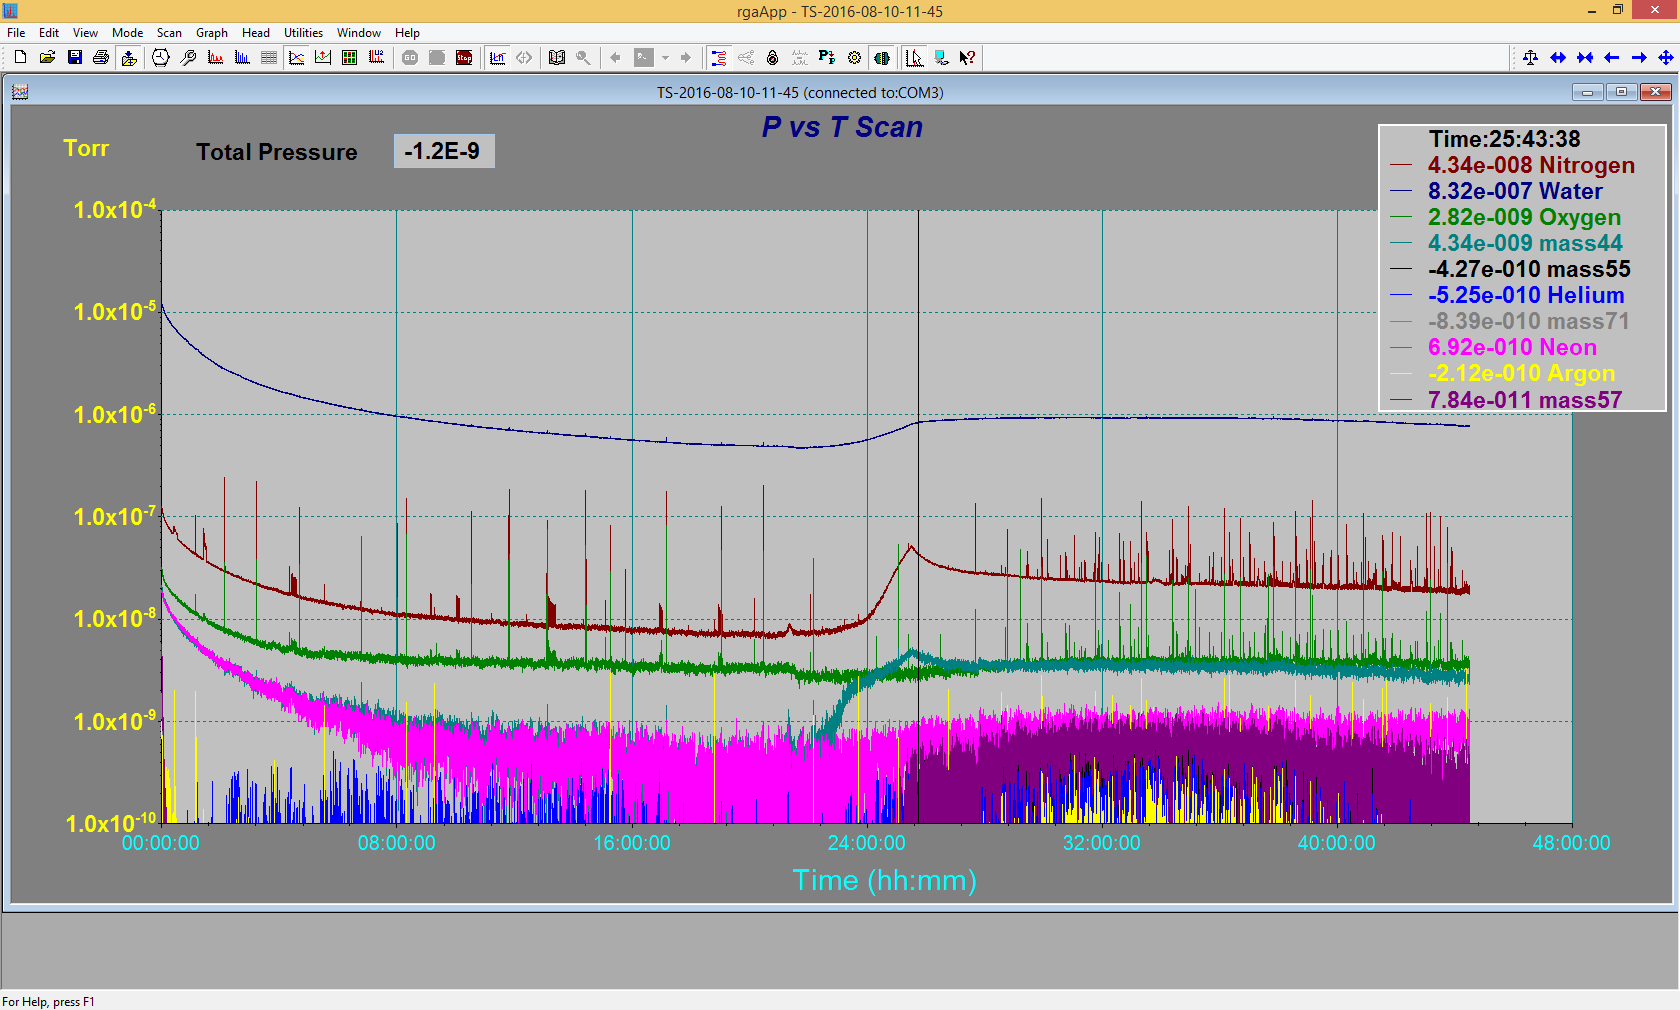 rgaApp - TS-2016-08-10-11-45
File Edit View Mode Scan Graph Head Utilities Window Help
GO Stop
TS-2016-08-10-11-45 (connected to:COM3)
P vs T Scan
Torr
Total Pressure -1.2E-9
Time:25:43:38
4.34e-008 Nitrogen
8.32e-007 Water
2.82e-009 Oxygen
4.34e-009 mass44
-4.27e-010 mass55
-5.25e-010 Helium
-8.39e-010 mass71
6.92e-010 Neon
-2.12e-010 Argon
7.84e-011 mass57
1.0x10-4
1.0x10-5
1.0x10-6
1.0x10-7
1.0x10-8
1.0x10-9
1.0x10-10
00:00:00 08:00:00 16:00:00 24:00:00 32:00:00 40:00:00 48:00:00
Time (hh:mm)
For Help, press F1